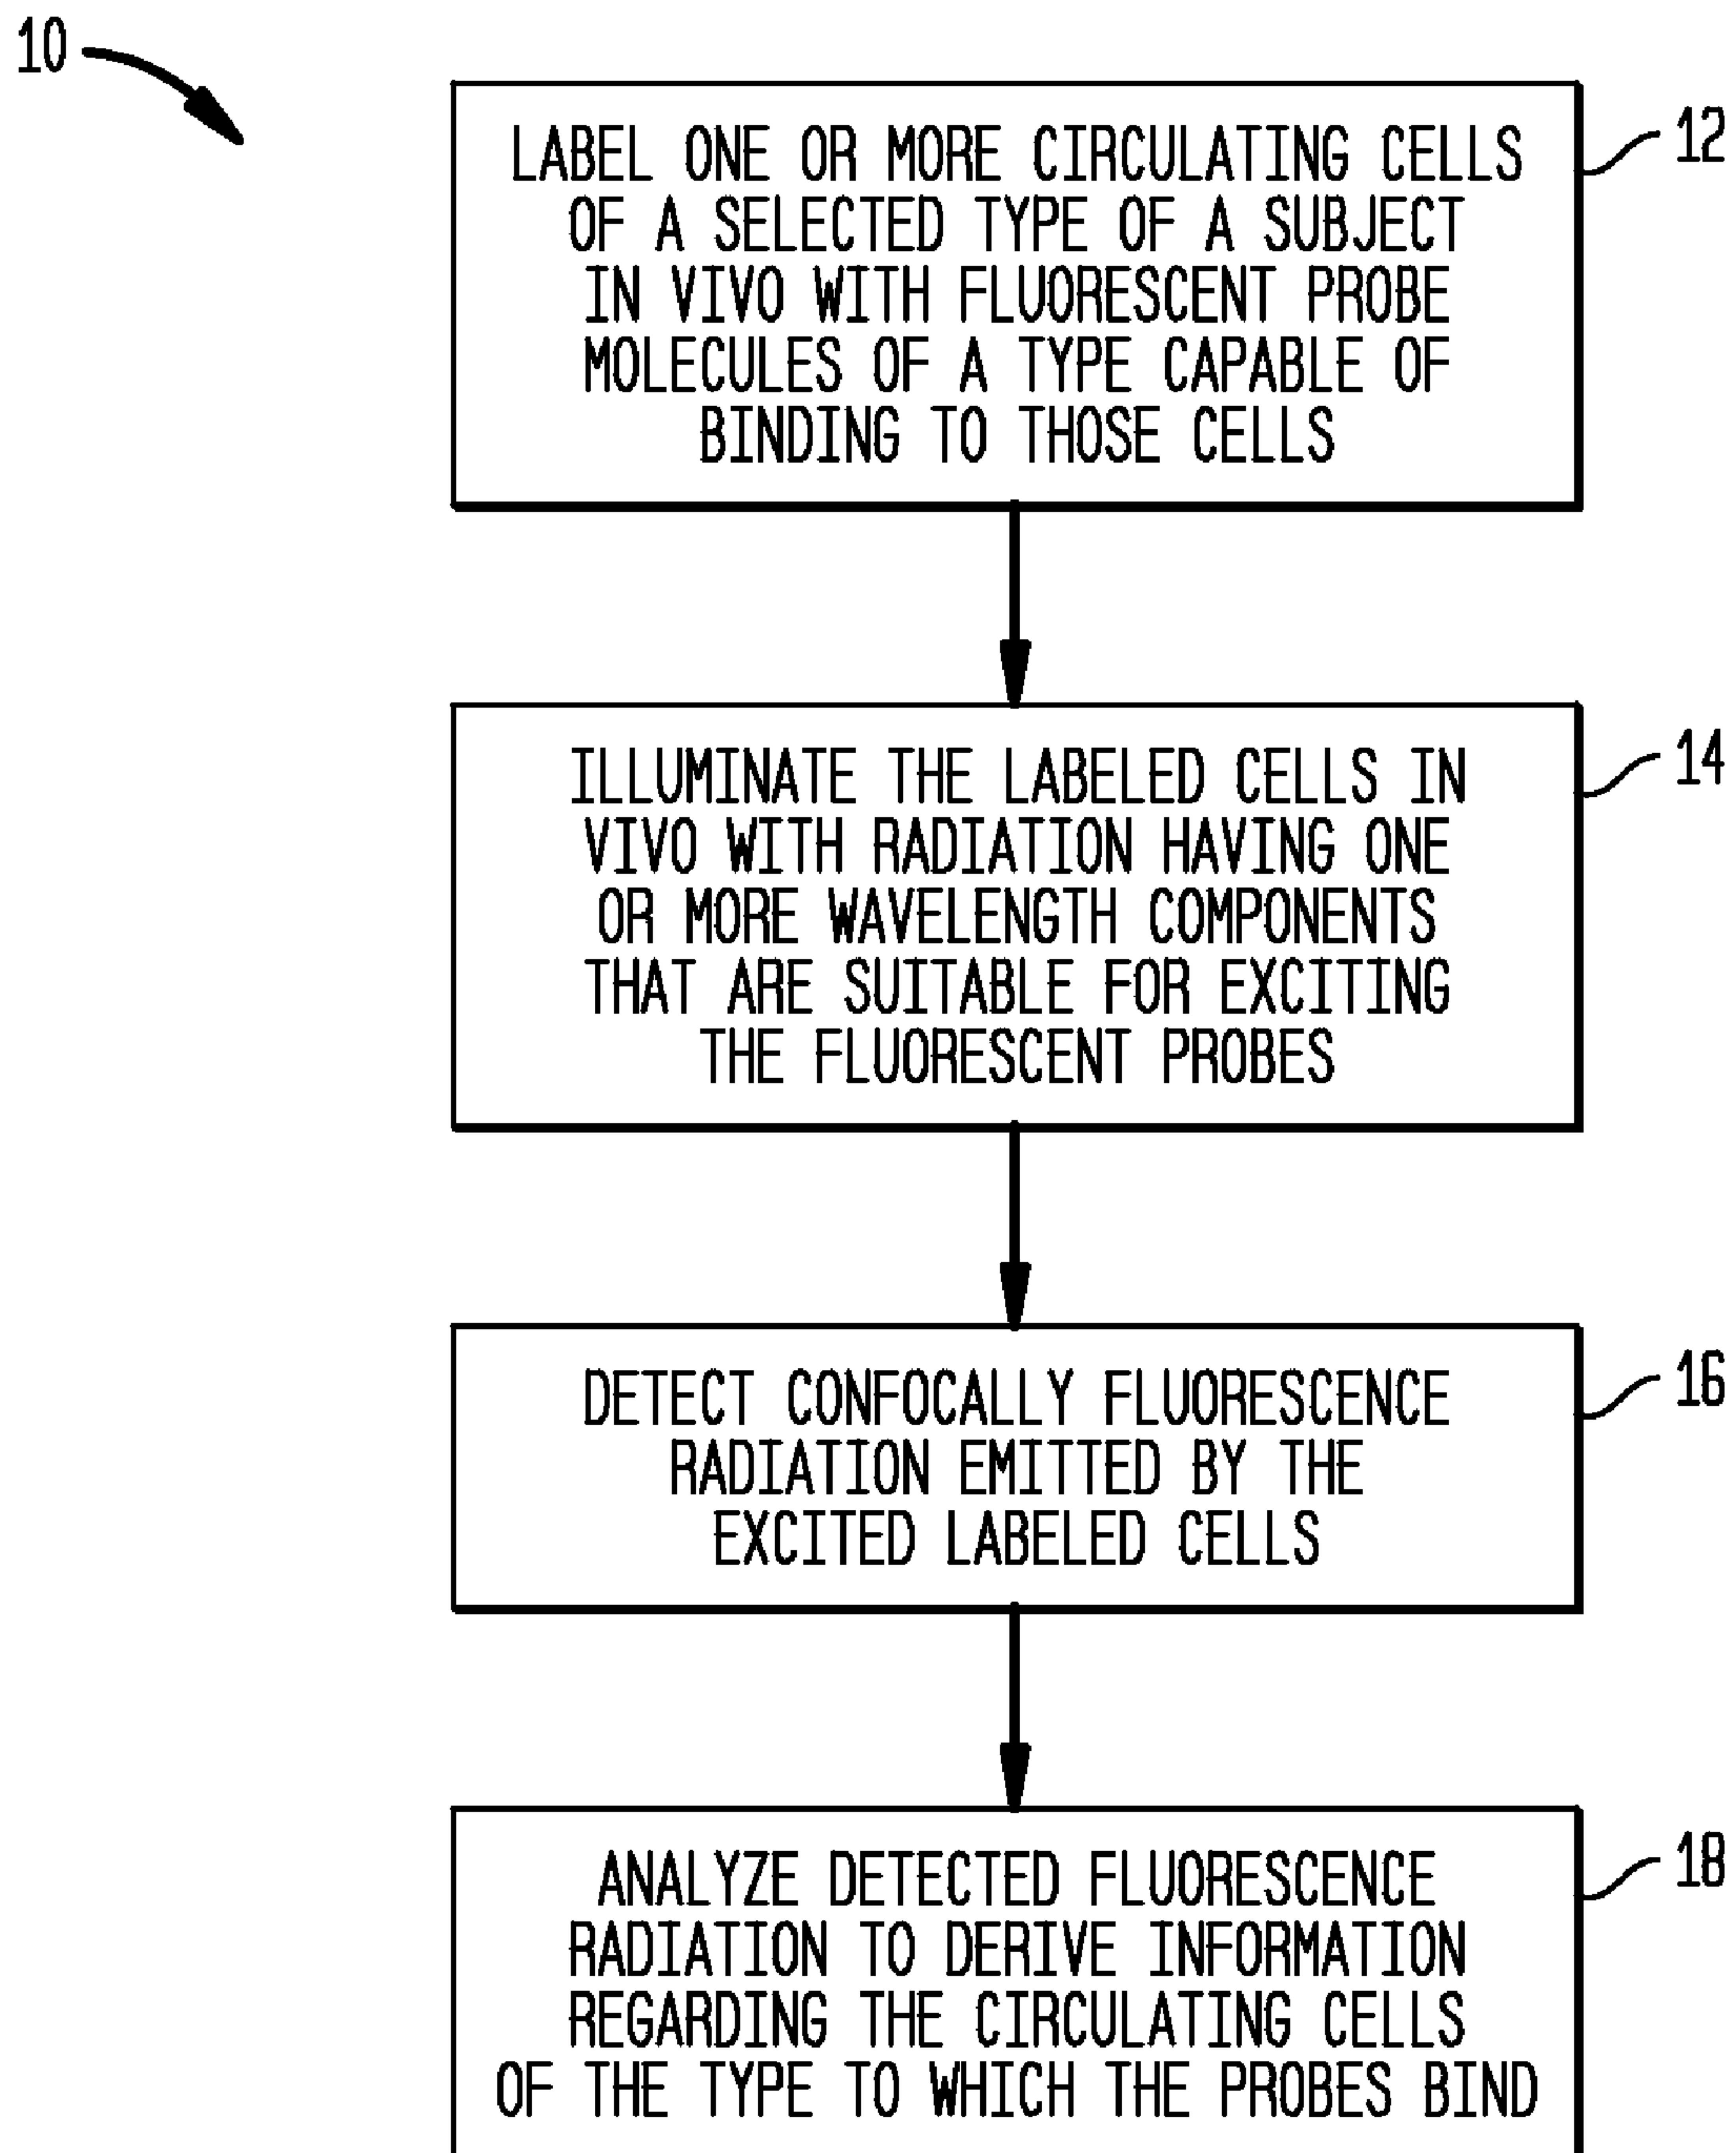 10
12
LABEL ONE OR MORE CIRCULATING CELLS
OF A SELECTED TYPE OF A SUBJECT
IN VIVO WITH FLUORESCENT PROBE
MOLECULES OF A TYPE CAPABLE OF
BINDING TO THOSE CELLS
14
ILLUMINATE THE LABELED CELLS IN
VIVO WITH RADIATION HAVING ONE
OR MORE WAVELENGTH COMPONENTS
THAT ARE SUITABLE FOR EXCITING
THE FLUORESCENT PROBES
16
DETECT CONFOCALLY FLUORESCENCE
RADIATION EMITTED BY THE
EXCITED LABELED CELLS
18
ANALYZE DETECTED FLUORESCENCE
RADIATION TO DERIVE INFORMATION
REGARDING THE CIRCULATING CELLS
OF THE TYPE TO WHICH THE PROBES BIND